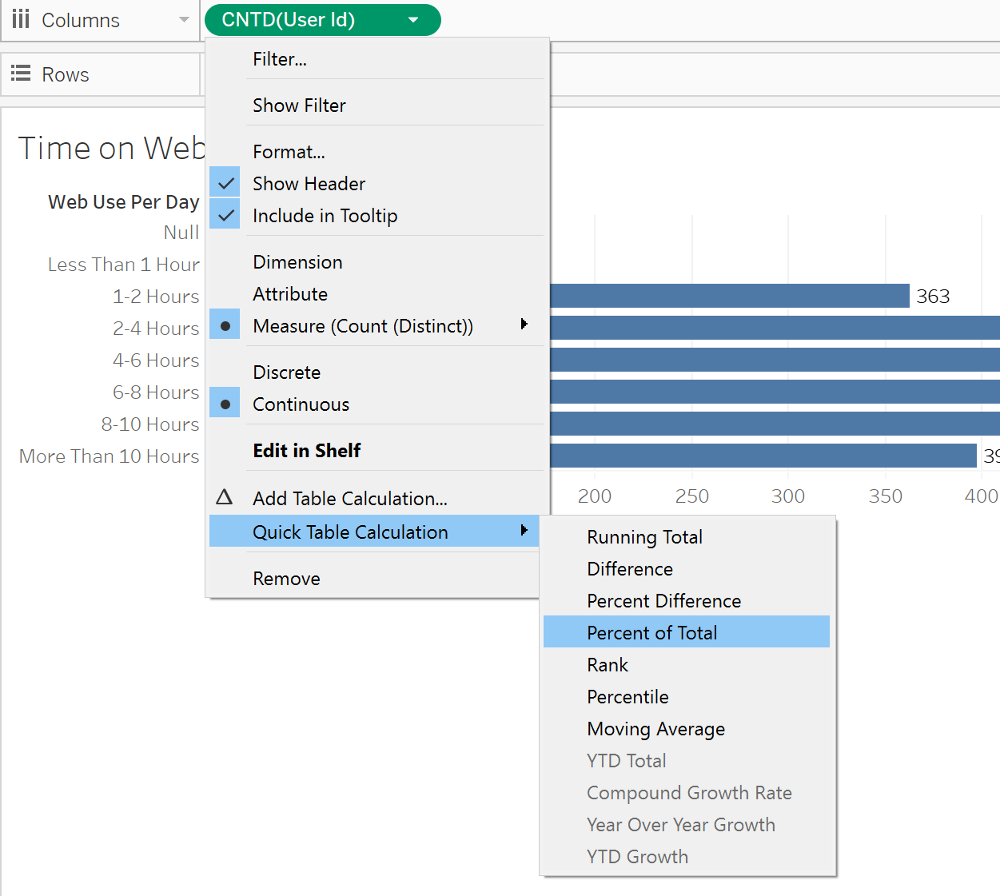 Columns
CNTD(User Id)
Rows
Filter...
Show Filter
Format...
Show Header
Include in Tooltip
Dimension
Attribute
Measure (Count (Distinct))
Discrete
Continuous
Edit in Shelf
Add Table Calculation...
Quick Table Calculation
Remove
Running Total
Difference
Percent Difference
Percent of Total
Rank
Percentile
Moving Average
YTD Total
Compound Growth Rate
Year Over Year Growth
YTD Growth
Time on Web
Web Use Per Day
Null
Less Than 1 Hour
1-2 Hours
363
2-4 Hours
4-6 Hours
6-8 Hours
8-10 Hours
More Than 10 Hours
200 250 300 350 400